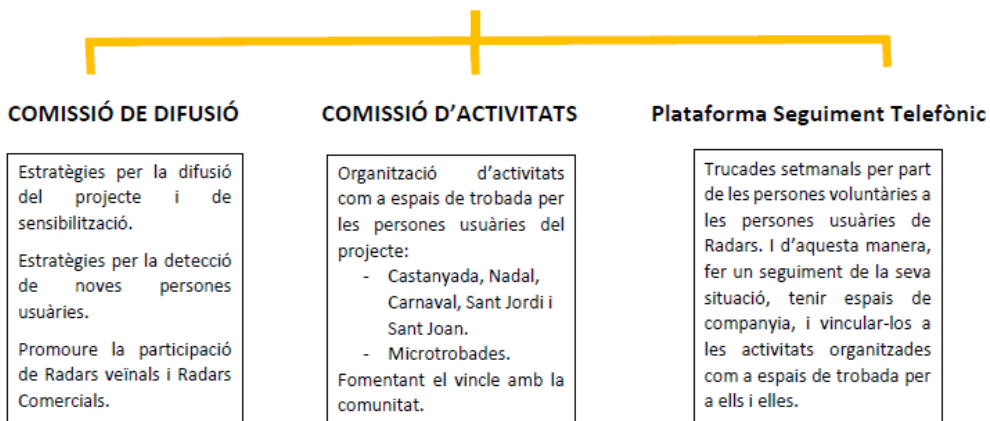 COMISSIÓ DE DIFUSIÓ
Estratègies per la difusió
del projecte i de
sensibilització.
Estratègies per la detecció
de noves persones
usuàries.
Promoure la participació
de Radars veïnals i Radars
Comercials.
COMISSIÓ D'ACTIVITATS
Organització d'activitats
com a espais de trobada per
les persones usuàries del
projecte:
- Castanyada, Nadal,
Carnaval, Sant Jordi i
Sant Joan.
- Microtrobades.
Fomentant el vincle amb la
comunitat.
Plataforma Seguiment Telefònic
Trucades setmanals per part
de les persones voluntàries a
les persones usuàries de
Radars. I d'aquesta manera,
fer un seguiment de la seva
situació, tenir espais de
companyia, i vincular-los a
les activitats organitzades
com a espais de trobada per
a ells i elles.